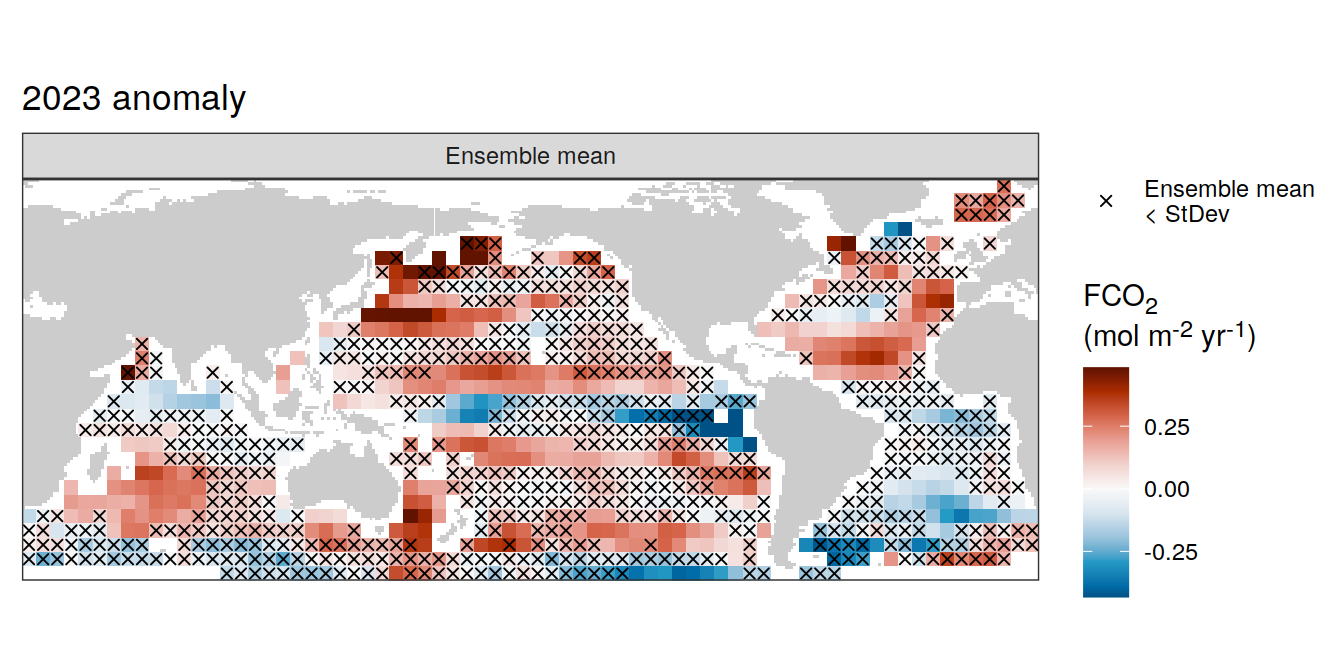 2023 anomaly
Ensemble mean
Ensemble mean
< StDev
FCO₂
(mol m⁻² yr⁻¹)
0.25
0.00
-0.25